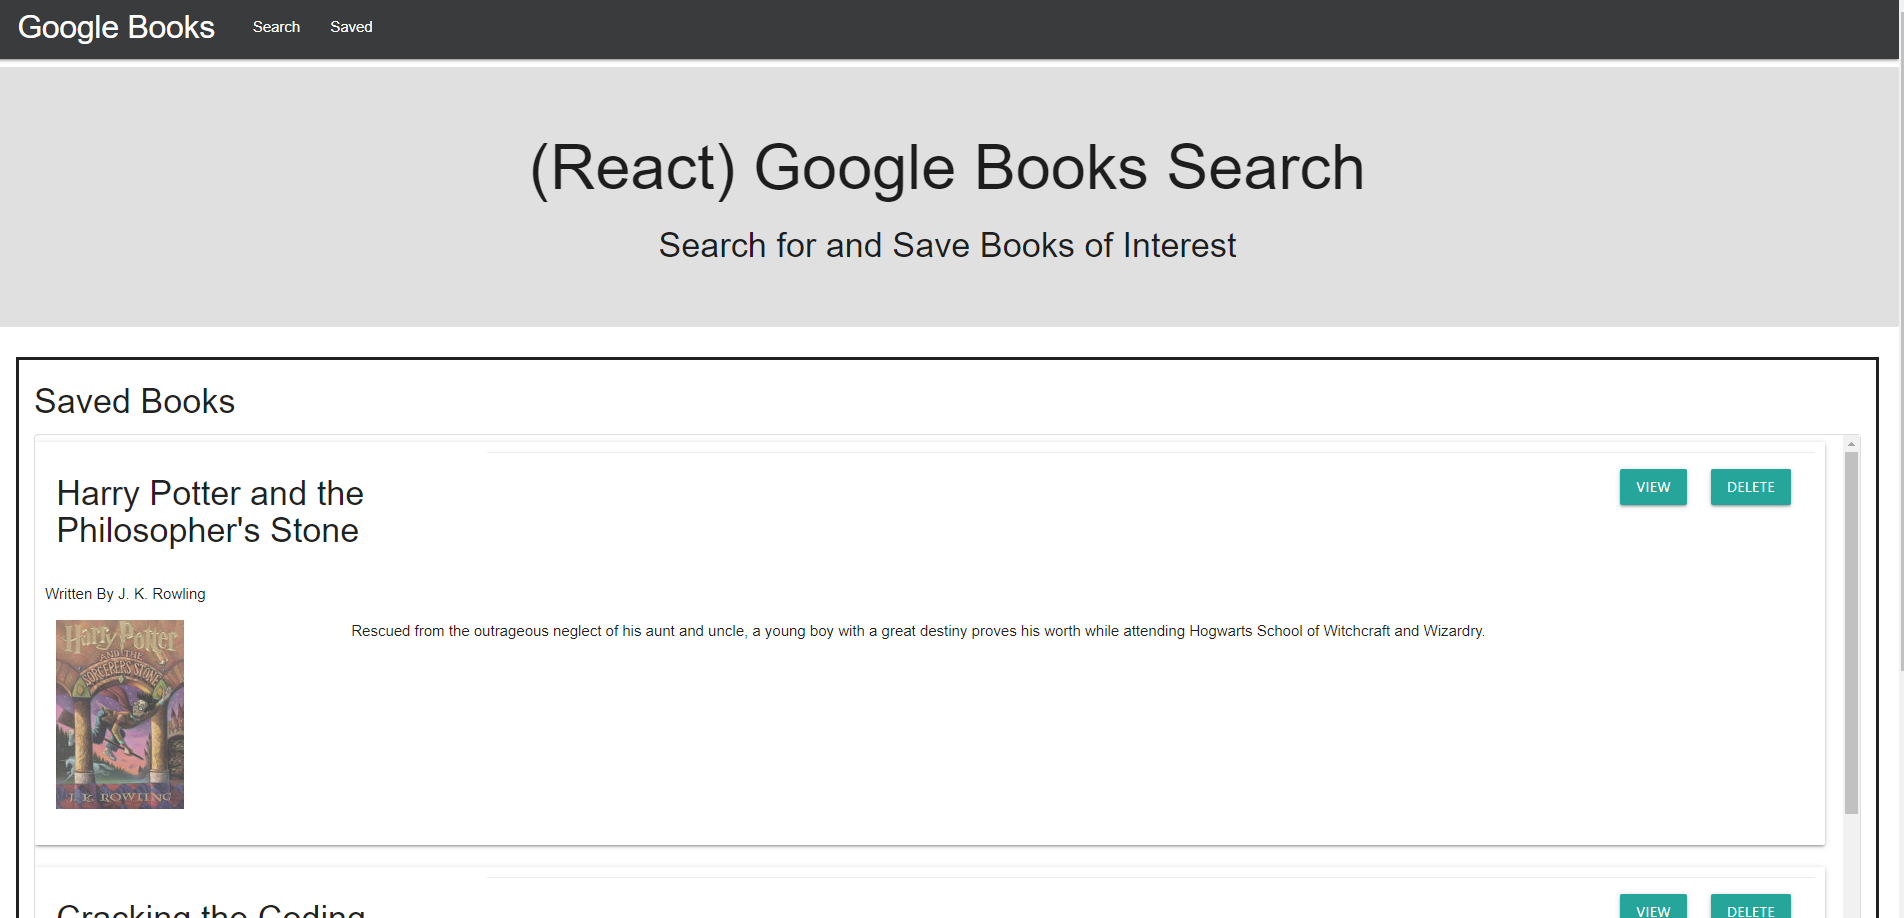 Google Books Search Saved
(React) Google Books Search
Search for and Save Books of Interest
Saved Books
Harry Potter and the
Philosopher's Stone
VIEW DELETE
Written By J. K. Rowling
Rescued from the outrageous neglect of his aunt and uncle, a young boy with a great destiny proves his worth while attending Hogwarts School of Witchcraft and Wizardry.
Harry Potter
AND THE
SORCERER'S STONE
J. K. ROWLING
Cracking the Coding
VIEW DELETE